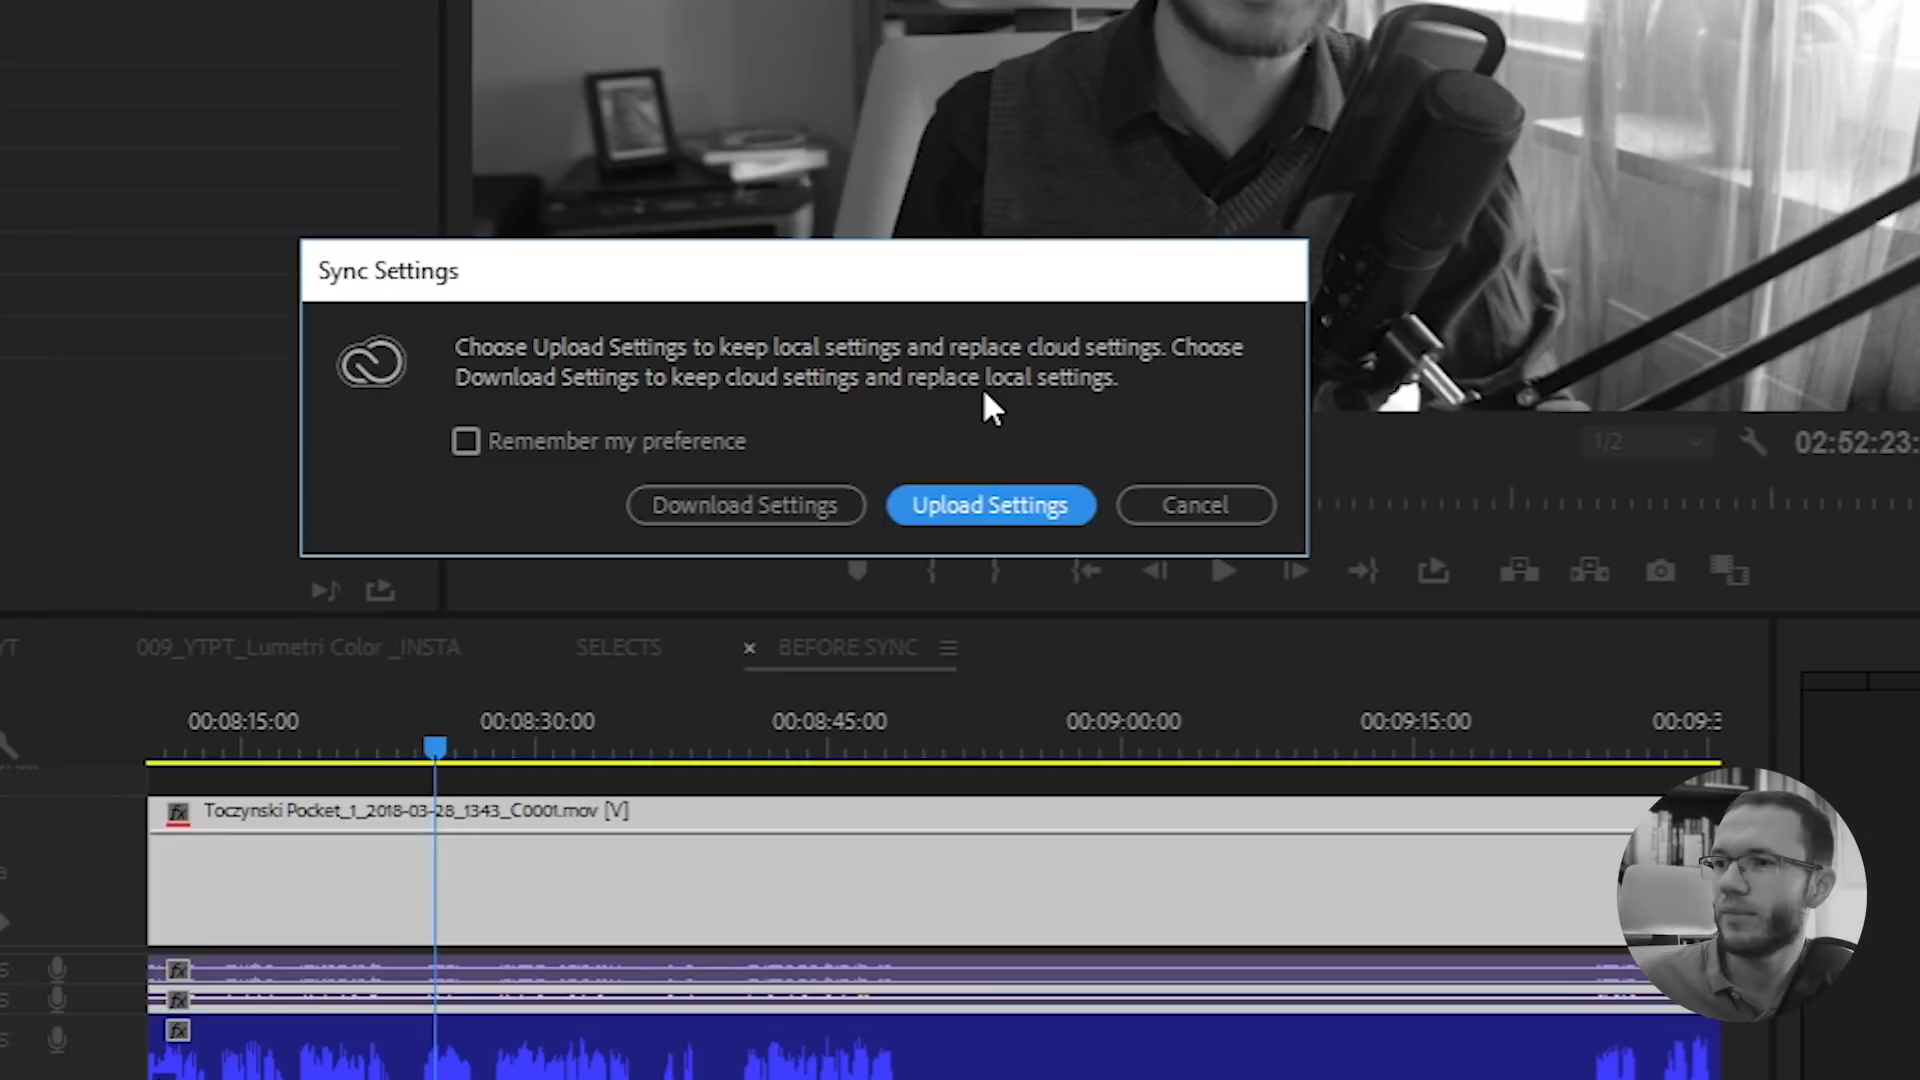 Sync Settings
Choose Upload Settings to keep local settings and replace cloud settings. Choose
Download Settings to keep cloud settings and replace local settings.
Remember my preference
Download Settings
Upload Settings
Cancel
1/2
02:52:23:
YT
009_YTPT_Lumetri Color _INSTA
SELECTS
× BEFORE SYNC
00:08:15:00
00:08:30:00
00:08:45:00
00:09:00:00
00:09:15:00
00:09:3
fx Toczynski Pocket_1_2018-03-28_1343_C0001.mov [V]
fx
fx
fx